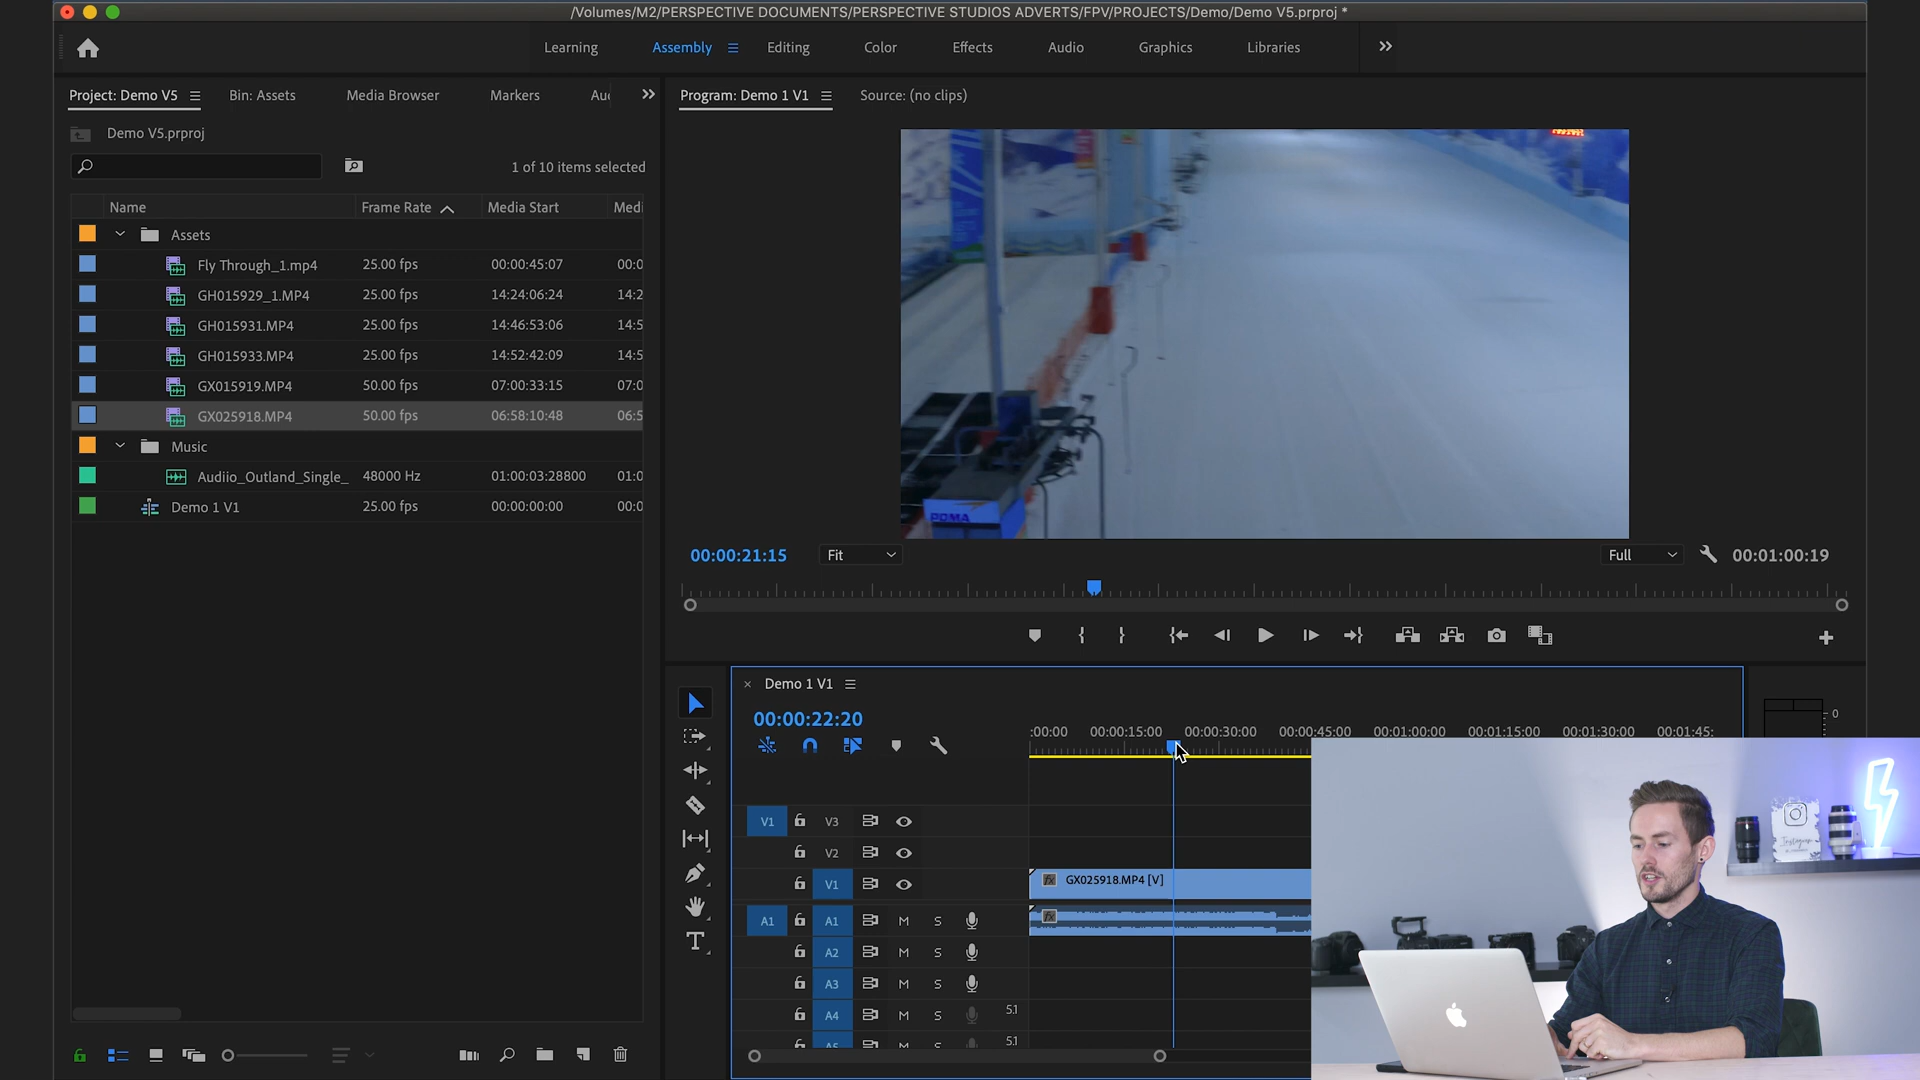 /Volumes/M2/PERSPECTIVE DOCUMENTS/PERSPECTIVE STUDIOS ADVERTS/FPV/PROJECTS/Demo/Demo V5.prproj *
Learning Assembly Editing Color Effects Audio Graphics Libraries
Project: Demo V5 Bin: Assets Media Browser Markers Au
Program: Demo 1 V1 Source: (no clips)
Demo V5.prproj
1 of 10 items selected
Name Frame Rate Media Start Medi
Assets
Fly Through_1.mp4 25.00 fps 00:00:45:07 00:0
GH015929_1.MP4 25.00 fps 14:24:06:24 14:2
GH015931.MP4 25.00 fps 14:46:53:06 14:5
GH015933.MP4 25.00 fps 14:52:42:09 14:5
GX015919.MP4 50.00 fps 07:00:33:15 07:0
GX025918.MP4 50.00 fps 06:58:10:48 06:5
Music
Audiio_Outland_Single_ 48000 Hz 01:00:03:28800 01:0
Demo 1 V1 25.00 fps 00:00:00:00 00:0
POMA
00:00:21:15 Fit Full 00:01:00:19
Demo 1 V1
00:00:22:20
:00:00 00:00:15:00 00:00:30:00 00:00:45:00 00:01:00:00 00:01:15:00 00:01:30:00 00:01:45:
0
V1 V3
V2
V1 fx GX025918.MP4 [V]
A1 A1 M S fx
A2 M S
A3 M S
A4 M S 5.1
A5 M S 5.1
T
Instagram